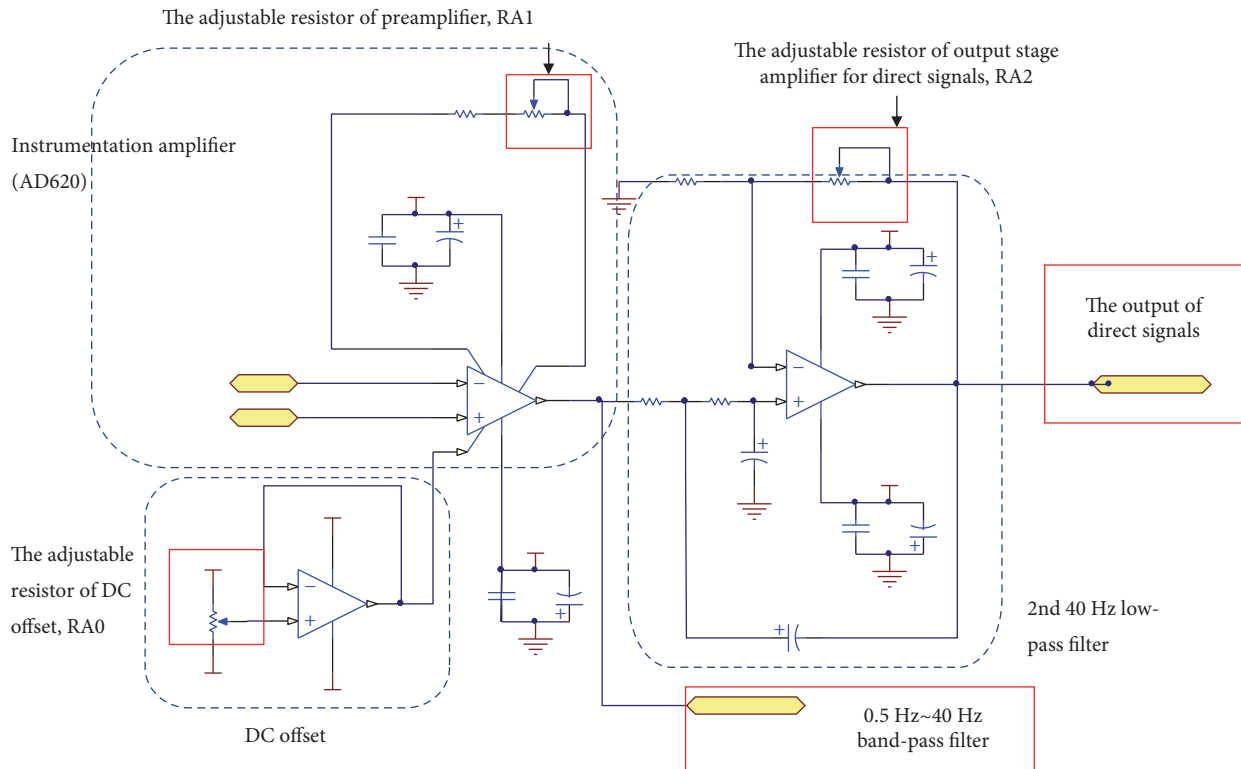 The adjustable resistor of preamplifier, RA1
The adjustable resistor of output stage
amplifier for direct signals, RA2
Instrumentation amplifier
(AD620)
+
+
+
−
+
−
+
The output of
direct signals
+
The adjustable
resistor of DC
offset, RA0
−
+
+
+
+
2nd 40 Hz low-
pass filter
DC offset
0.5 Hz~40 Hz
band-pass filter